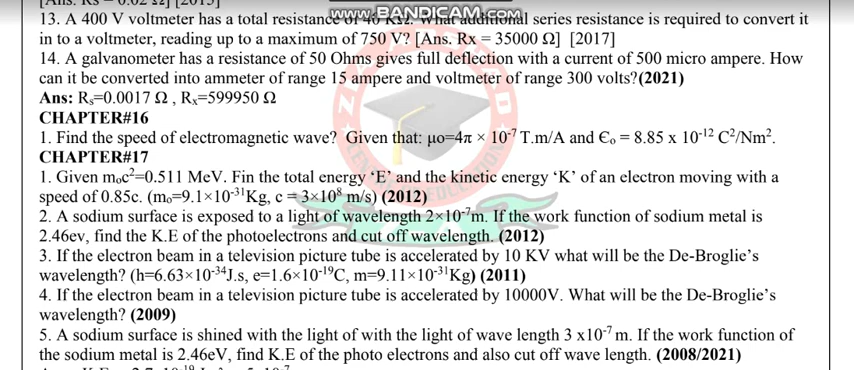 [Ans. Rs = 0.02 Ω] [2015]
www.BANDICAM.com
13. A 400 V voltmeter has a total resistance of 40 KΩ. What additional series resistance is required to convert it
in to a voltmeter, reading up to a maximum of 750 V? [Ans. Rx = 35000 Ω] [2017]
14. A galvanometer has a resistance of 50 Ohms gives full deflection with a current of 500 micro ampere. How
can it be converted into ammeter of range 15 ampere and voltmeter of range 300 volts?(2021)
Ans: Rₛ=0.0017 Ω , Rₓ=599950 Ω
CHAPTER#16
1. Find the speed of electromagnetic wave? Given that: μo=4π × 10⁻⁷ T.m/A and Єₒ = 8.85 x 10⁻¹² C²/Nm².
CHAPTER#17
1. Given mₒc²=0.511 MeV. Fin the total energy ‘E’ and the kinetic energy ‘K’ of an electron moving with a
speed of 0.85c. (mₒ=9.1×10⁻³¹Kg, c = 3×10⁸ m/s) (2012)
2. A sodium surface is exposed to a light of wavelength 2×10⁻⁷m. If the work function of sodium metal is
2.46ev, find the K.E of the photoelectrons and cut off wavelength. (2012)
3. If the electron beam in a television picture tube is accelerated by 10 KV what will be the De-Broglie’s
wavelength? (h=6.63×10⁻³⁴J.s, e=1.6×10⁻¹⁹C, m=9.11×10⁻³¹Kg) (2011)
4. If the electron beam in a television picture tube is accelerated by 10000V. What will be the De-Broglie’s
wavelength? (2009)
5. A sodium surface is shined with the light of with the light of wave length 3 x10⁻⁷ m. If the work function of
the sodium metal is 2.46eV, find K.E of the photo electrons and also cut off wave length. (2008/2021)